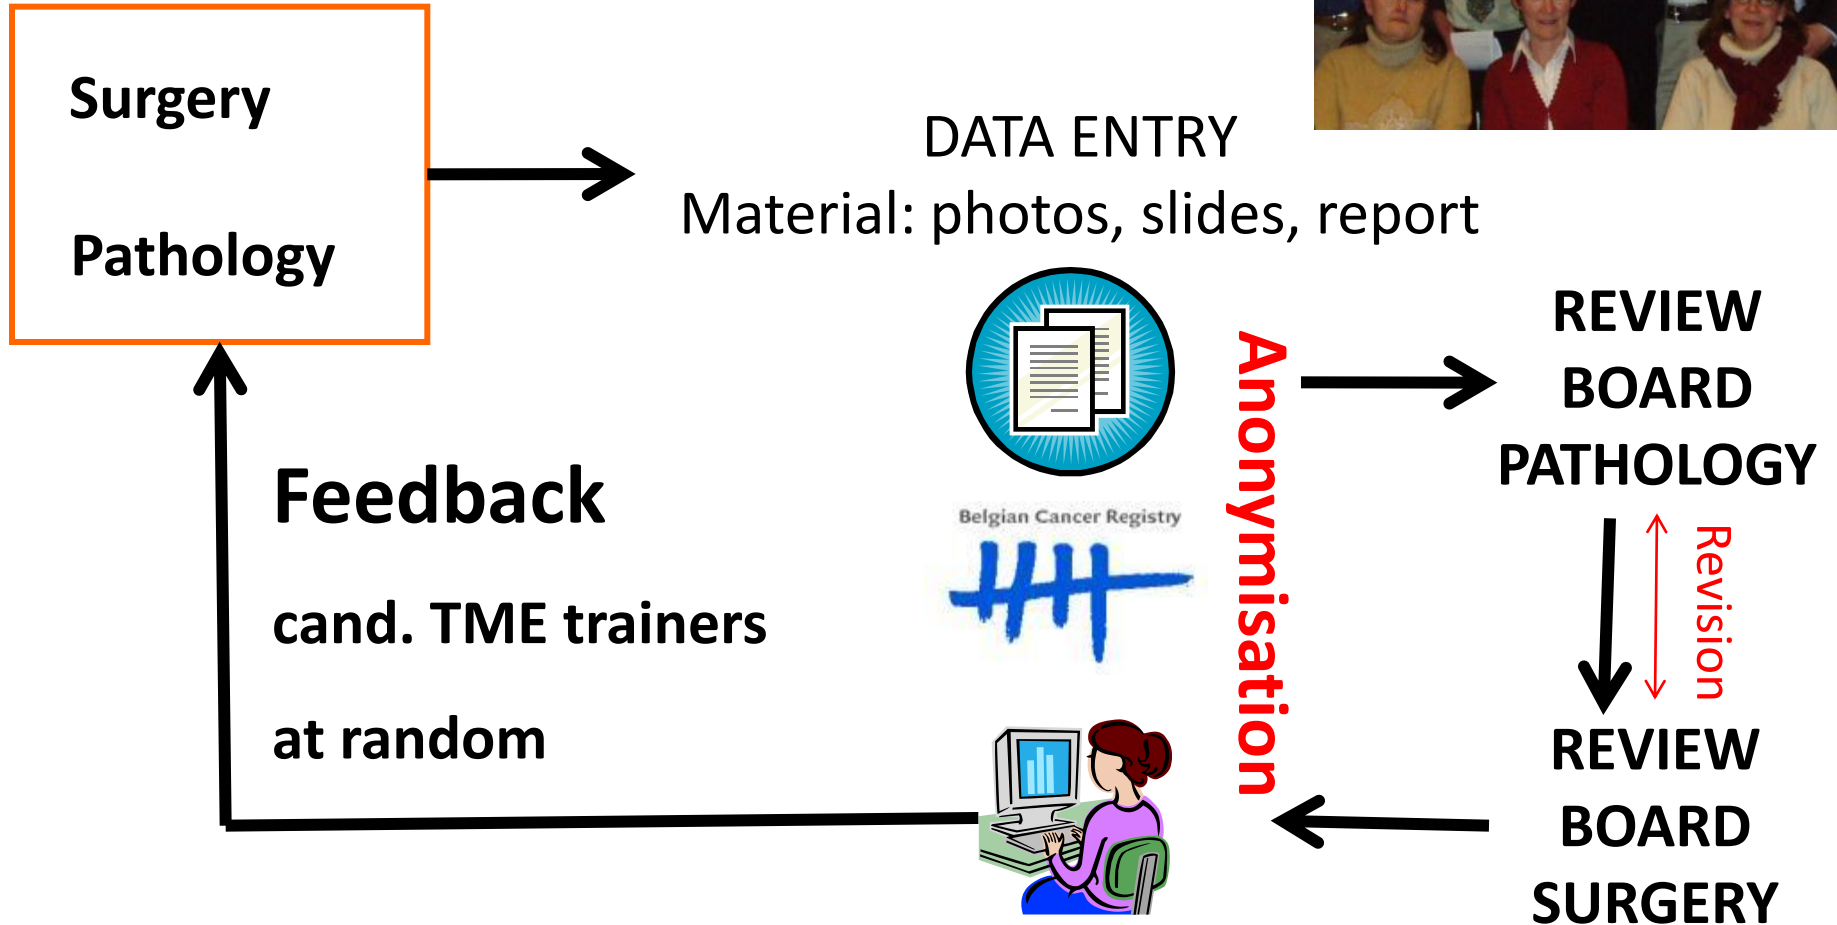 Surgery
Pathology
DATA ENTRY
Material: photos, slides, report
Anonymisation
REVIEW
BOARD
PATHOLOGY
Revision
REVIEW
BOARD
SURGERY
Belgian Cancer Registry
Feedback
cand. TME trainers
at random